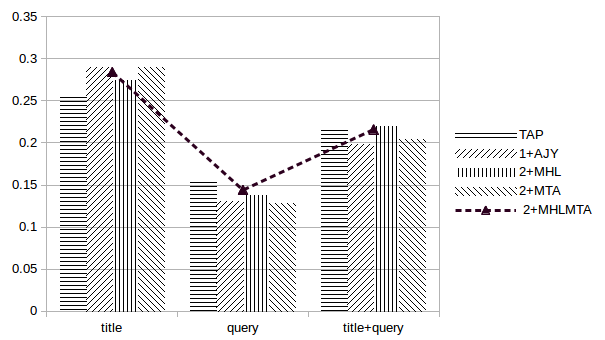 0.35
0.3
0.25
0.2
0.15
0.1
0.05
0
title
query
title+query
TAP
1+AJY
2+MHL
2+MTA
2+MHLMTA